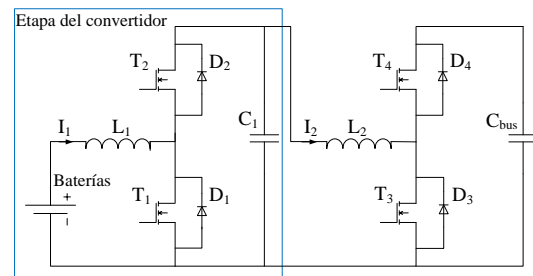 Etapa del convertidor
T2 D2 T4 D4
I1 L1 C1 I2 L2 Cbus
Baterías
+
T1 D1 T3 D3